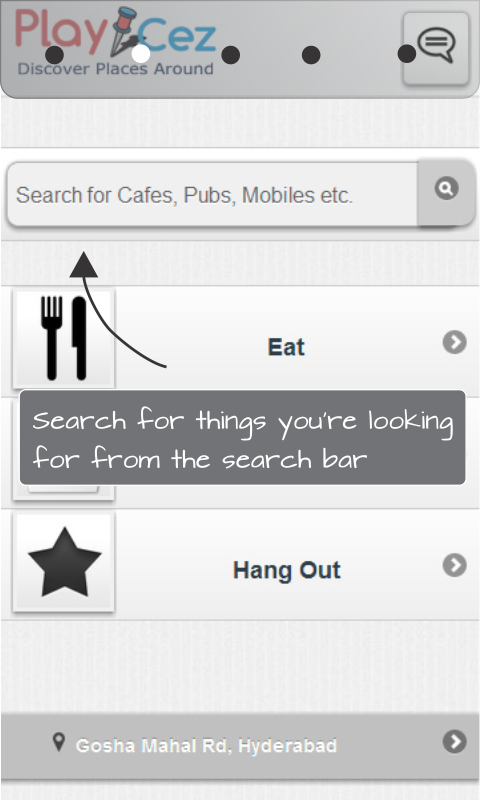 PlayCez
Discover Places Around
Search for Cafes, Pubs, Mobiles etc.
Eat
Search for things you're looking
for from the search bar
Hang Out
Gosha Mahal Rd, Hyderabad